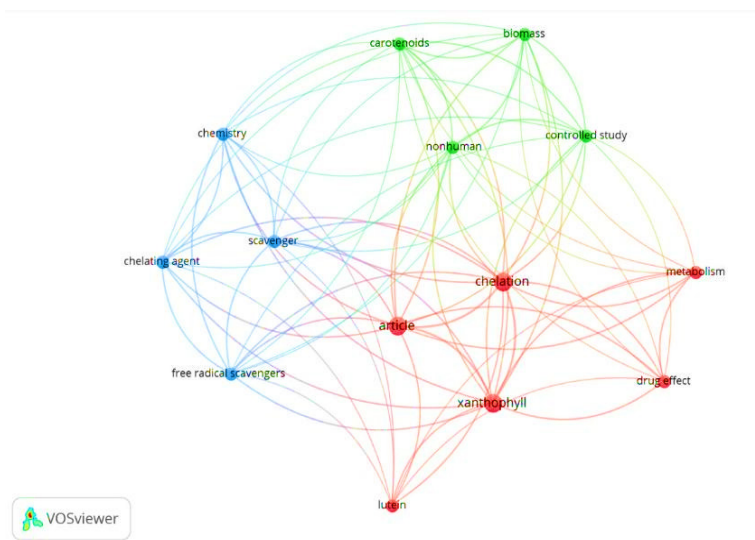 biomass
carotenoids
chemistry
controlled study
nonhuman
scavenger
chelating agent
metabolism
chelation
article
free radical scavengers
drug effect
xanthophyll
lutein
VOSviewer